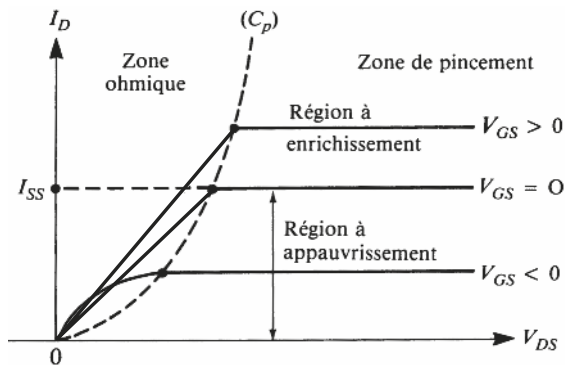 I_D
(C_p)
Zone
ohmique
Zone de pincement
Région à
enrichissement
V_GS > 0
I_SS
V_GS = O
Région à
appauvrissement
V_GS < 0
0
V_DS